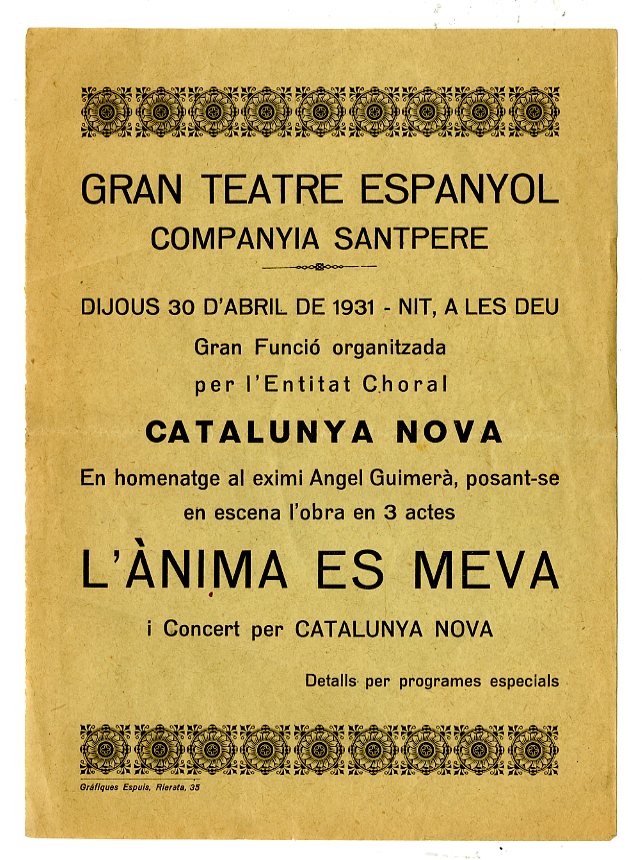 GRAN TEATRE ESPANYOL
COMPANYIA SANTPERE
DIJOUS 30 D'ABRIL DE 1931 - NIT, A LES DEU
Gran Funció organitzada
per l'Entitat Choral
CATALUNYA NOVA
En homenatge al eximi Angel Guimerà, posant-se
en escena l'obra en 3 actes
L'ÀNIMA ES MEVA
i Concert per CATALUNYA NOVA
Detalls per programes especials
Gráfiques Espuis, Rierata, 35